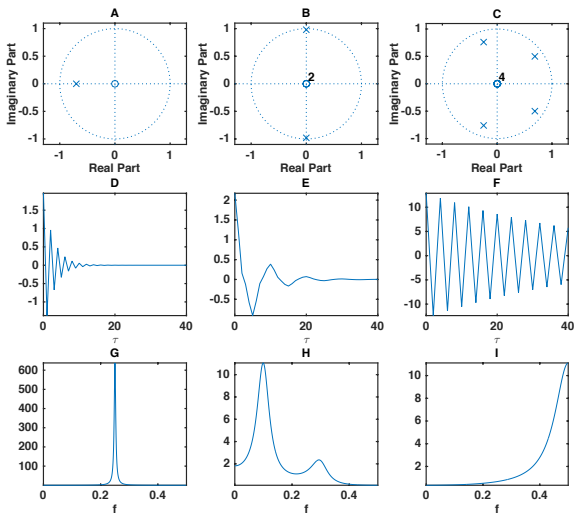 A B C
Imaginary Part Imaginary Part Imaginary Part
1 1 1
0.5 0.5 0.5
0 0 2 0 4
-0.5 -0.5 -0.5
-1 -1 -1
-1 0 1 -1 0 1 -1 0 1
Real Part Real Part Real Part
D E F
1.5 2 10
1 1.5 5
0.5 1 0
0 0.5 -5
-0.5 0 -10
-1 -0.5
0 20 40 0 20 40 0 20 40
τ τ τ
G H I
600 10 10
500 8 8
400 6 6
300 4 4
200 2 2
100
0 0.2 0.4 0 0.2 0.4 0 0.2 0.4
f f f